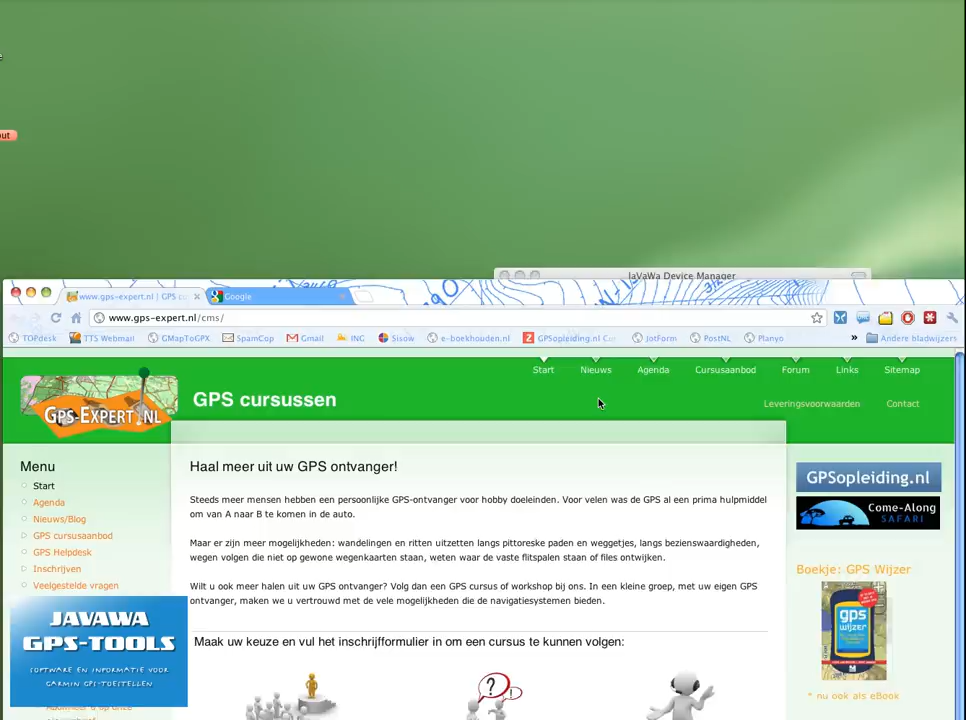 out
JaVaWa Device Manager
www.gps-expert.nl | GPS cu
Google
www.gps-expert.nl/cms/
TOPdesk
TTS Webmail
GMapToGPX
SpamCop
Gmail
ING
Sisow
e-boekhouden.nl
GPSopleiding.nl Cur
JotForm
PostNL
Planyo
»
Andere bladwijzers
Start
Nieuws
Agenda
Cursusaanbod
Forum
Links
Sitemap
GPS-EXPERT.NL
GPS cursussen
Leveringsvoorwaarden
Contact
Menu
Start
Agenda
Nieuws/Blog
GPS cursusaanbod
GPS Helpdesk
Inschrijven
Veelgestelde vragen
JAVAWA
GPS-TOOLS
SOFTWARE EN INFORMATIE VOOR
GARMIN GPS-TOESTELLEN
Haal meer uit uw GPS ontvanger!
Steeds meer mensen hebben een persoonlijke GPS-ontvanger voor hobby doeleinden. Voor velen was de GPS al een prima hulpmiddel
om van A naar B te komen in de auto.
Maar er zijn meer mogelijkheden: wandelingen en ritten uitzetten langs pittoreske paden en weggetjes, langs bezienswaardigheden,
wegen volgen die niet op gewone wegenkaarten staan, weten waar de vaste flitspalen staan of files ontwijken.
Wilt u ook meer halen uit uw GPS ontvanger? Volg dan een GPS cursus of workshop bij ons. In een kleine groep, met uw eigen GPS
ontvanger, maken we u vertrouwd met de vele mogelijkheden die de navigatiesystemen bieden.
Maak uw keuze en vul het inschrijfformulier in om een cursus te kunnen volgen:
GPSopleiding.nl
Come-Along
SAFARI
Boekje: GPS Wijzer
gps
wijzer
* nu ook als eBook